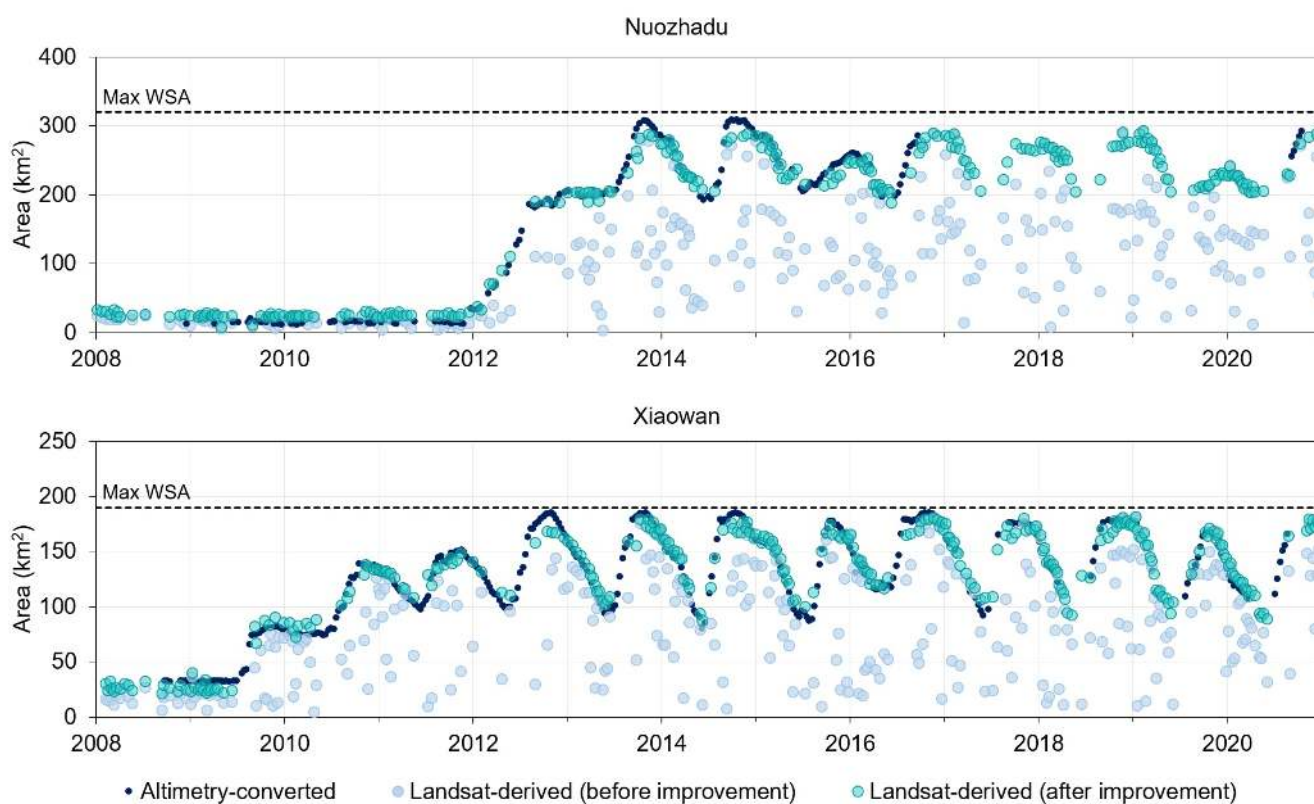 Nuozhadu
400
Max WSA
300
Area (km²)
200
100
0
2008 2010 2012 2014 2016 2018 2020
Xiaowan
250
Max WSA
200
Area (km²)
150
100
50
0
2008 2010 2012 2014 2016 2018 2020
Altimetry-converted Landsat-derived (before improvement) Landsat-derived (after improvement)